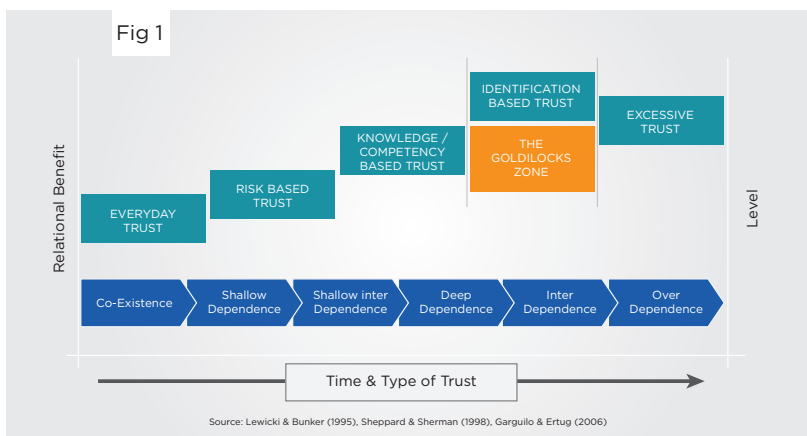 Fig 1
Relational Benefit
Level
IDENTIFICATION
BASED TRUST
THE
GOLDILOCKS
ZONE
EXCESSIVE
TRUST
KNOWLEDGE /
COMPETENCY
BASED TRUST
RISK BASED
TRUST
EVERYDAY
TRUST
Co-Existence
Shallow
Dependence
Shallow inter
Dependence
Deep
Dependence
Inter
Dependence
Over
Dependence
Time & Type of Trust
Source: Lewicki & Bunker (1995), Sheppard & Sherman (1998), Garguilo & Ertug (2006)